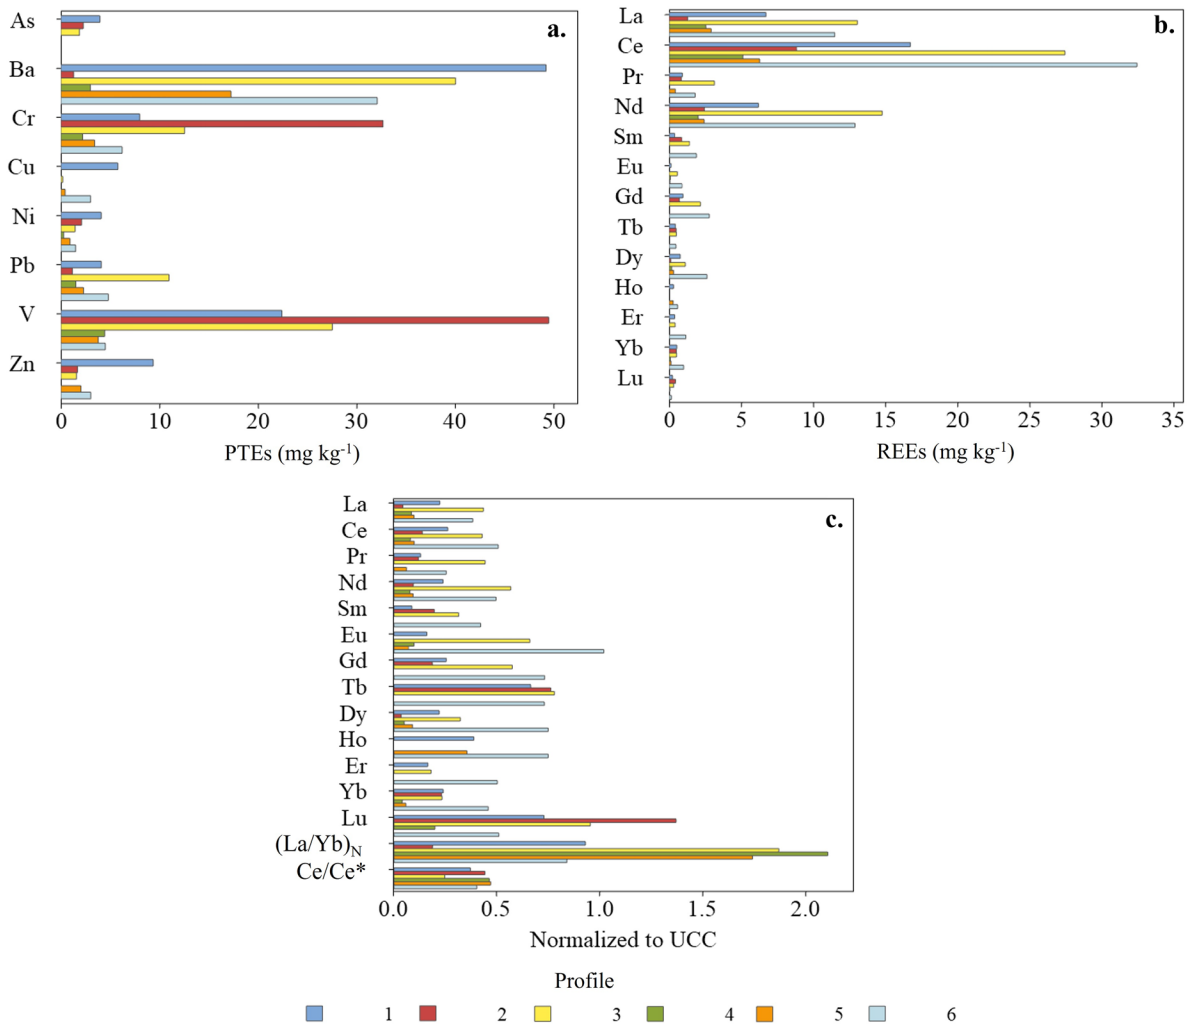 a.
As
Ba
Cr
Cu
Ni
Pb
V
Zn
0 10 20 30 40 50
PTEs (mg kg⁻¹)
b.
La
Ce
Pr
Nd
Sm
Eu
Gd
Tb
Dy
Ho
Er
Yb
Lu
0 5 10 15 20 25 30 35
REEs (mg kg⁻¹)
c.
La
Ce
Pr
Nd
Sm
Eu
Gd
Tb
Dy
Ho
Er
Yb
Lu
(La/Yb)N
Ce/Ce*
0.0 0.5 1.0 1.5 2.0
Normalized to UCC
Profile
1 2 3 4 5 6